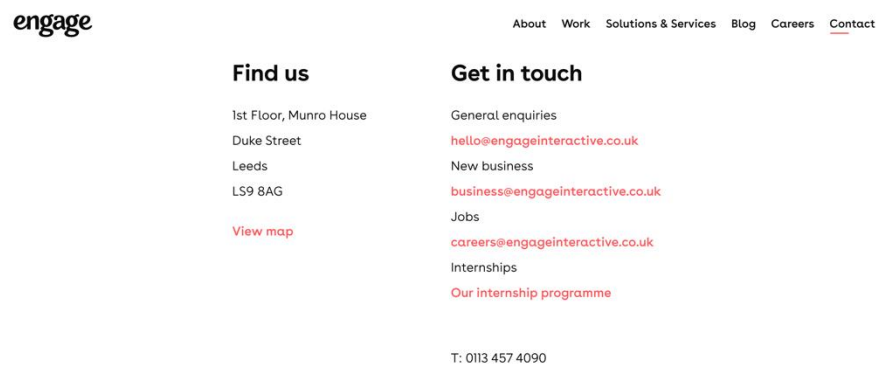 engage
About Work Solutions & Services Blog Careers Contact
Find us
1st Floor, Munro House
Duke Street
Leeds
LS9 8AG
View map
Get in touch
General enquiries
hello@engageinteractive.co.uk
New business
business@engageinteractive.co.uk
Jobs
careers@engageinteractive.co.uk
Internships
Our internship programme
T: 0113 457 4090